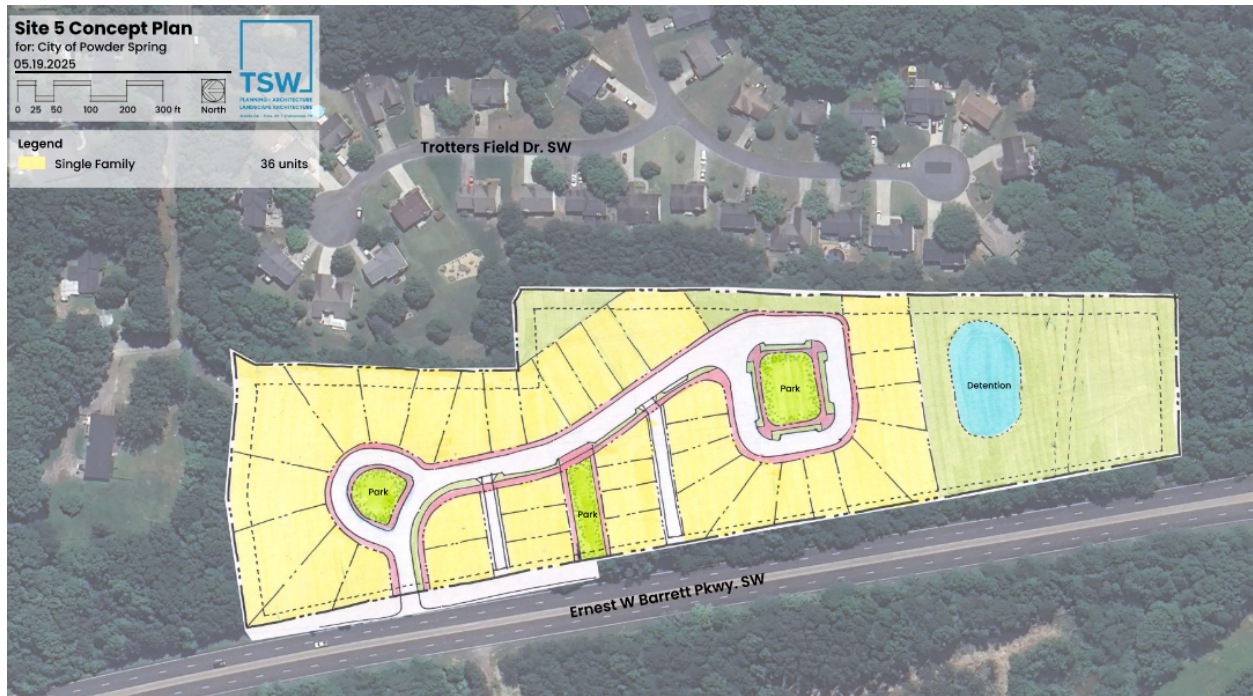 Site 5 Concept Plan
for: City of Powder Spring
05.19.2025
0 25 50 100 200 300 ft
North
TSW
PLANNING + ARCHITECTURE
LANDSCAPE ARCHITECTURE
Legend
Single Family 36 units
Trotters Field Dr. SW
Park
Detention
Park
Park
Ernest W Barrett Pkwy. SW